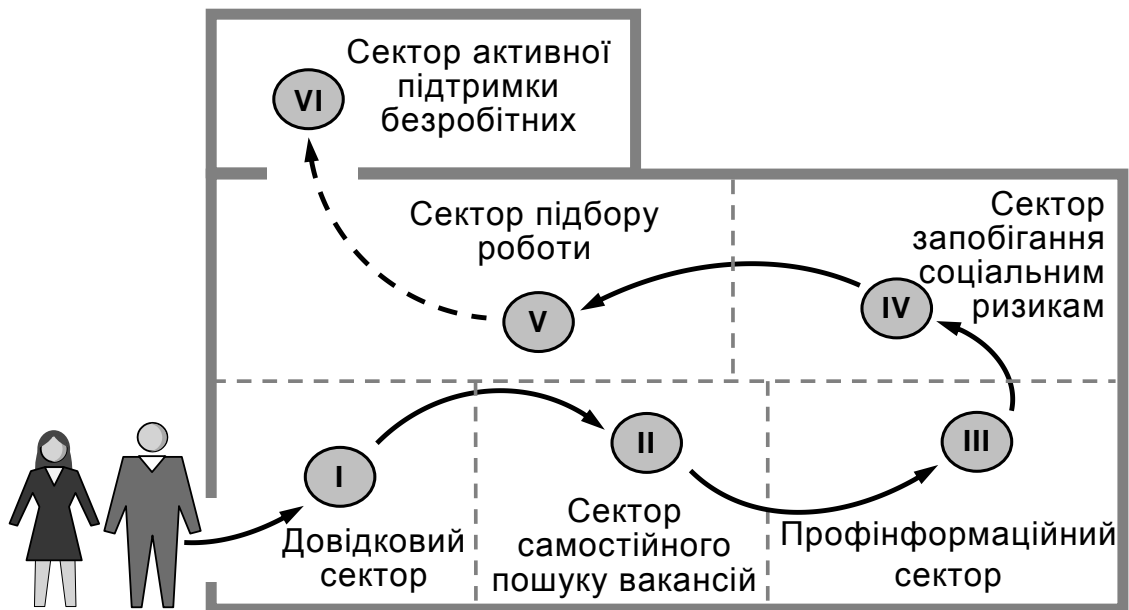 Сектор активної
підтримки
безробітних
VI
Сектор підбору
роботи
V
Сектор
запобігання
соціальним
ризикам
IV
I
Довідковий
сектор
II
Сектор
самостійного
пошуку вакансій
III
Профінформаційний
сектор